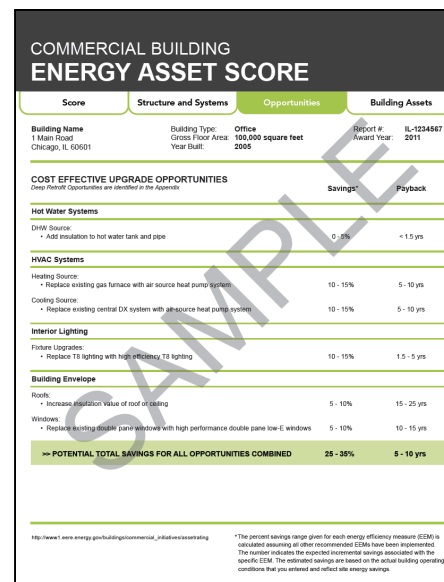 COMMERCIAL BUILDING
ENERGY ASSET SCORE
Score Structure and Systems Opportunities Building Assets
Building Name Building Type: Office Report #: IL-1234567
1 Main Road Gross Floor Area: 100,000 square feet Award Year: 2011
Chicago, IL 60601 Year Built: 2005
COST EFFECTIVE UPGRADE OPPORTUNITIES
Deep Retrofit Opportunities are identified in the Appendix Savings* Payback
Hot Water Systems
DHW Source:
• Add insulation to hot water tank and pipe 0 - 5% < 1.5 yrs
HVAC Systems
Heating Source:
• Replace existing gas furnace with air source heat pump system 10 - 15% 5 - 10 yrs
Cooling Source:
• Replace existing central DX system with air-source heat pump system 10 - 15% 5 - 10 yrs
Interior Lighting
Fixture Upgrades:
• Replace T8 lighting with high efficiency T8 lighting 10 - 15% 1.5 - 5 yrs
Building Envelope
Roofs:
• Increase insulation value of roof or ceiling 5 - 10% 15 - 25 yrs
Windows:
• Replace existing double pane windows with high performance double pane low-E windows 5 - 10% 10 - 15 yrs
>> POTENTIAL TOTAL SAVINGS FOR ALL OPPORTUNITIES COMBINED 25 - 35% 5 - 10 yrs
SAMPLE
http://www1.eere.energy.gov/buildings/commercial_initiatives/assetrating
*The percent savings range given for each energy efficiency measure (EEM) is
calculated assuming all other recommended EEMs have been implemented.
The number indicates the expected incremental savings associated with the
specific EEM. The estimated savings are based on the actual building operating
conditions that you entered and reflect site energy savings.